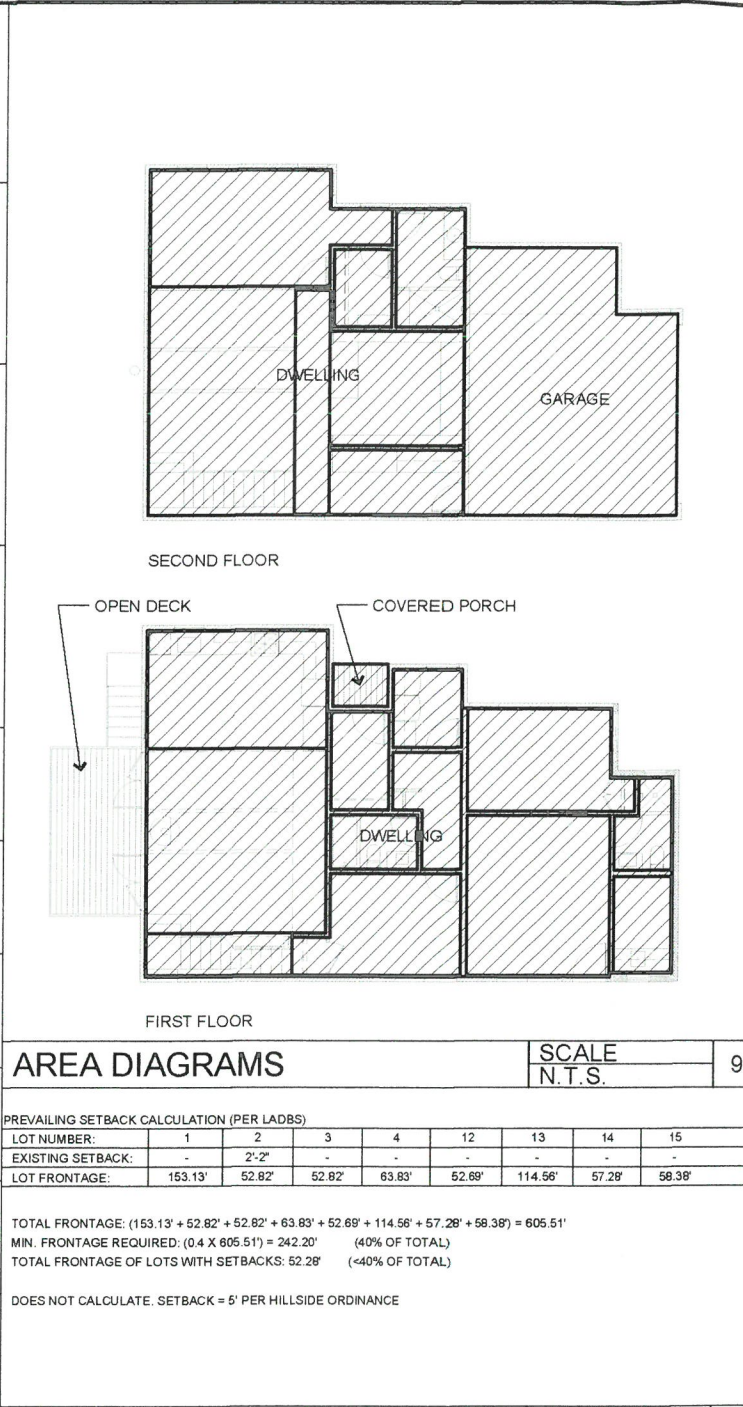 DWELLING
GARAGE
SECOND FLOOR
OPEN DECK
COVERED PORCH
DWELLING
FIRST FLOOR
AREA DIAGRAMS
SCALE
N.T.S.
9
PREVAILING SETBACK CALCULATION (PER LADBS)
LOT NUMBER: 1 2 3 4 12 13 14 15
EXISTING SETBACK: - 2'-2" - - - - - -
LOT FRONTAGE: 153.13' 52.82' 52.82' 63.83' 52.69' 114.56' 57.28' 58.38'
TOTAL FRONTAGE: (153.13' + 52.82' + 52.82' + 63.83' + 52.69' + 114.56' + 57.28' + 58.38') = 605.51'
MIN. FRONTAGE REQUIRED: (0.4 X 605.51') = 242.20' (40% OF TOTAL)
TOTAL FRONTAGE OF LOTS WITH SETBACKS: 52.28' (<40% OF TOTAL)
DOES NOT CALCULATE. SETBACK = 5' PER HILLSIDE ORDINANCE